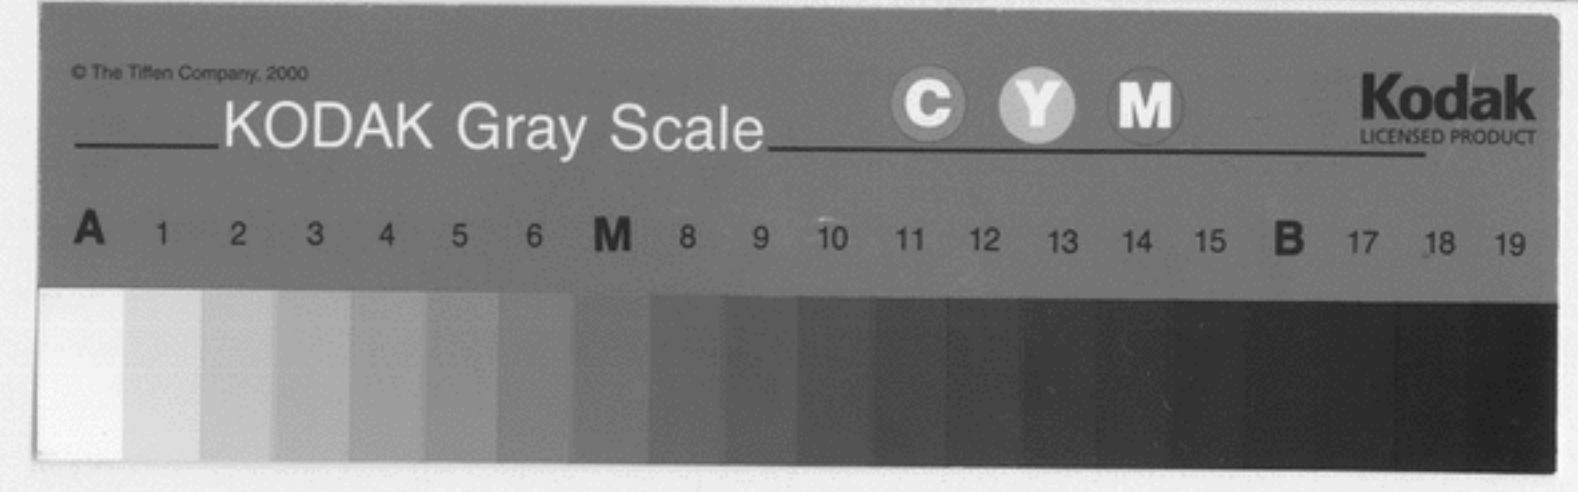 © The Tiffen Company, 2000
KODAK Gray Scale
C Y M
Kodak
LICENSED PRODUCT
A 1 2 3 4 5 6 M 8 9 10 11 12 13 14 15 B 17 18 19